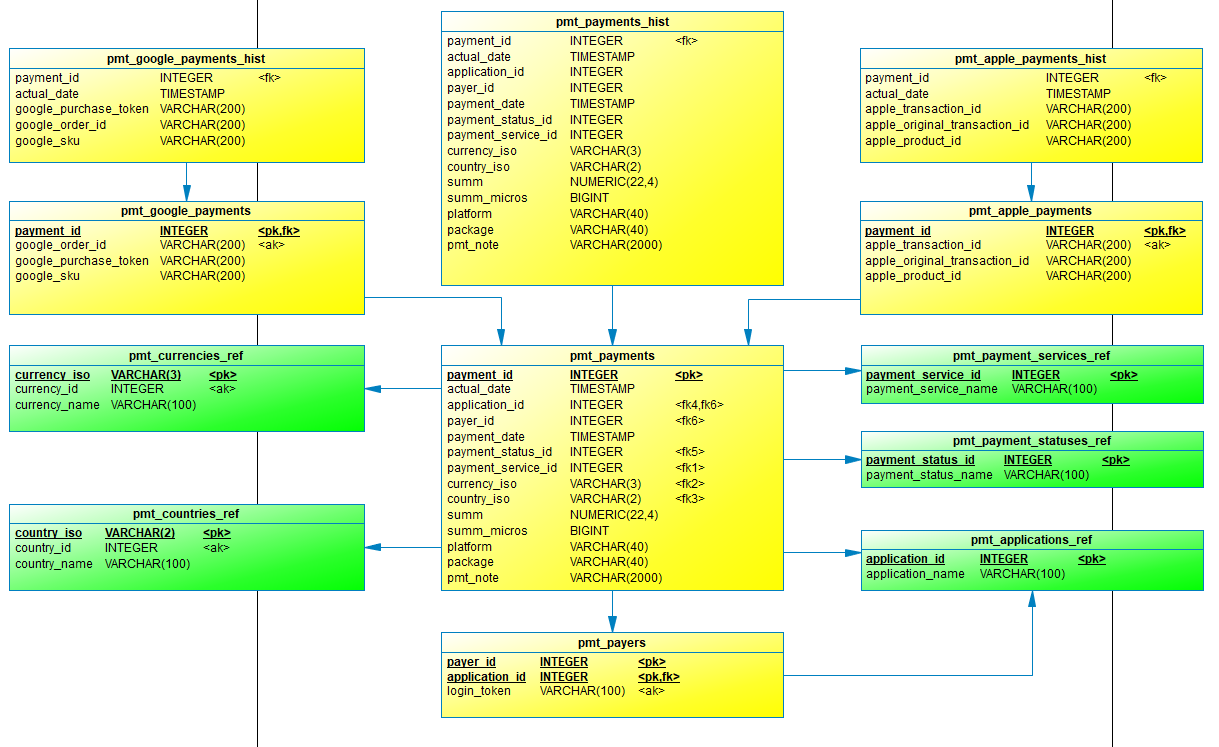 pmt_google_payments_hist
payment_id INTEGER <fk>
actual_date TIMESTAMP
google_purchase_token VARCHAR(200)
google_order_id VARCHAR(200)
google_sku VARCHAR(200)
pmt_payments_hist
payment_id INTEGER <fk>
actual_date TIMESTAMP
application_id INTEGER
payer_id INTEGER
payment_date TIMESTAMP
payment_status_id INTEGER
payment_service_id INTEGER
currency_iso VARCHAR(3)
country_iso VARCHAR(2)
summ NUMERIC(22,4)
summ_micros BIGINT
platform VARCHAR(40)
package VARCHAR(40)
pmt_note VARCHAR(2000)
pmt_apple_payments_hist
payment_id INTEGER <fk>
actual_date TIMESTAMP
apple_transaction_id VARCHAR(200)
apple_original_transaction_id VARCHAR(200)
apple_product_id VARCHAR(200)
pmt_google_payments
payment_id INTEGER <pk,fk>
google_order_id VARCHAR(200) <ak>
google_purchase_token VARCHAR(200)
google_sku VARCHAR(200)
pmt_apple_payments
payment_id INTEGER <pk,fk>
apple_transaction_id VARCHAR(200) <ak>
apple_original_transaction_id VARCHAR(200)
apple_product_id VARCHAR(200)
pmt_currencies_ref
currency_iso VARCHAR(3) <pk>
currency_id INTEGER <ak>
currency_name VARCHAR(100)
pmt_payments
payment_id INTEGER <pk>
actual_date TIMESTAMP
application_id INTEGER <fk4,fk6>
payer_id INTEGER <fk6>
payment_date TIMESTAMP
payment_status_id INTEGER <fk5>
payment_service_id INTEGER <fk1>
currency_iso VARCHAR(3) <fk2>
country_iso VARCHAR(2) <fk3>
summ NUMERIC(22,4)
summ_micros BIGINT
platform VARCHAR(40)
package VARCHAR(40)
pmt_note VARCHAR(2000)
pmt_payment_services_ref
payment_service_id INTEGER <pk>
payment_service_name VARCHAR(100)
pmt_payment_statuses_ref
payment_status_id INTEGER <pk>
payment_status_name VARCHAR(100)
pmt_countries_ref
country_iso VARCHAR(2) <pk>
country_id INTEGER <ak>
country_name VARCHAR(100)
pmt_applications_ref
application_id INTEGER <pk>
application_name VARCHAR(100)
pmt_payers
payer_id INTEGER <pk>
application_id INTEGER <pk,fk>
login_token VARCHAR(100) <ak>